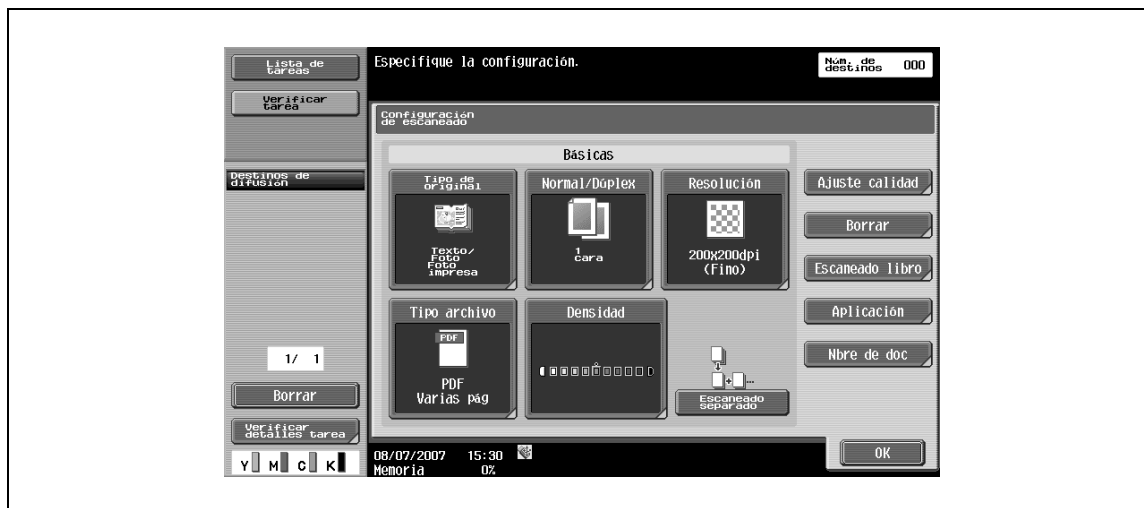 Lista de
tareas
Verificar
tarea
Destinos de
difusión
1/ 1
Borrar
Verificar
detalles tarea
Y M C K
Especifique la configuración.
Núm. de
destinos 000
Configuración
de escaneado
Básicas
Tipo de
original
Texto/
Foto
Foto
impresa
Normal/Dúplex
1
cara
Resolución
200x200dpi
(Fino)
Tipo archivo
PDF
PDF
Varias pág
Densidad
Escaneado
separado
Ajuste calidad
Borrar
Escaneado libro
Aplicación
Nbre de doc
08/07/2007 15:30
Memoria 0%
OK